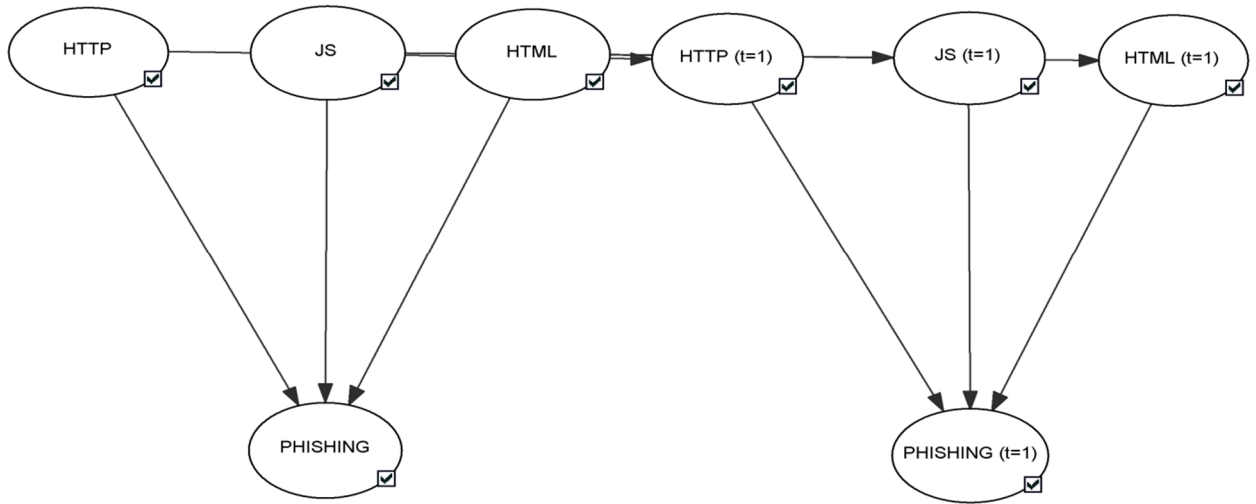 HTTP
JS
HTML
HTTP (t=1)
JS (t=1)
HTML (t=1)
PHISHING
PHISHING (t=1)